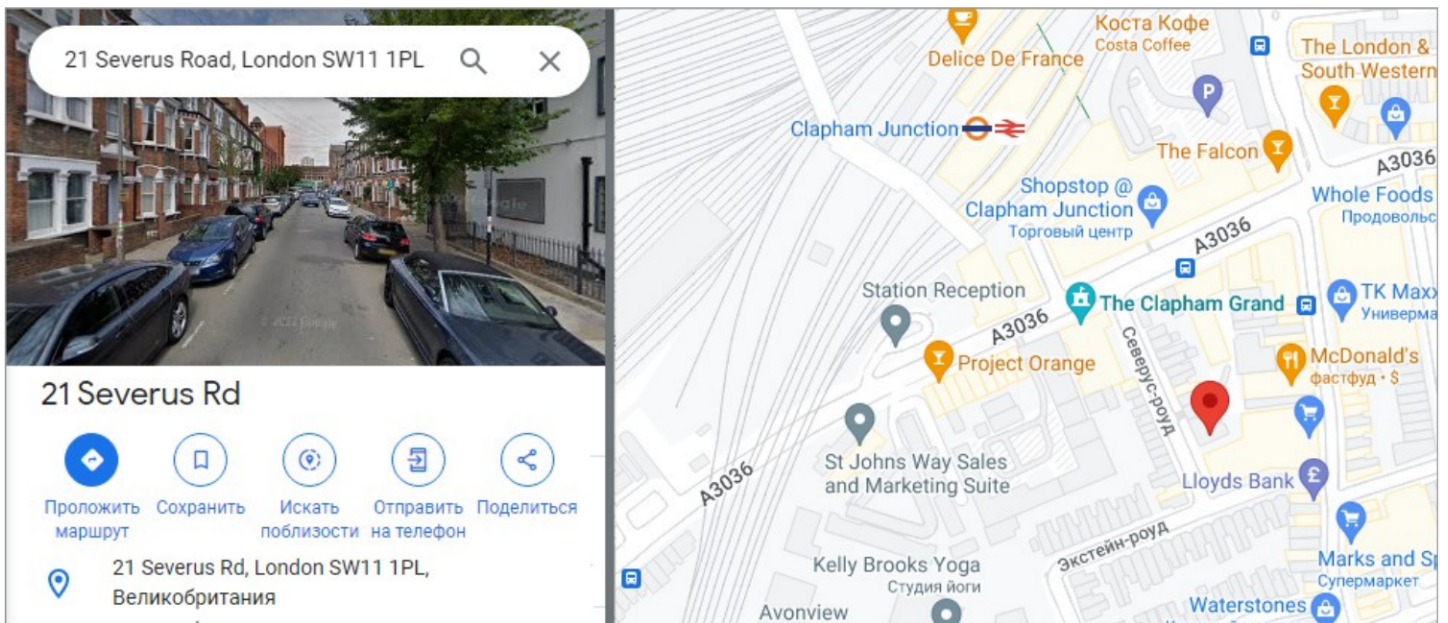 21 Severus Road, London SW11 1PL
© 2022 Google
21 Severus Rd
Проложить
маршрут
Сохранить
Искать
поблизости
Отправить
на телефон
Поделиться
21 Severus Rd, London SW11 1PL,
Великобритания
Delice De France
Коста Кофе
Costa Coffee
The London &
South Western
P
Clapham Junction
The Falcon
A3036
Shopstop @
Clapham Junction
Торговый центр
Whole Foods
Продовольс
A3036
Station Reception
The Clapham Grand
TK Maxx
Универма
A3036
Project Orange
Северус-роуд
McDonald's
фастфуд • $
St Johns Way Sales
and Marketing Suite
A3036
Lloyds Bank
£
Экстейн-роуд
Marks and Sp
Супермаркет
Kelly Brooks Yoga
Студия йоги
Avonview
Waterstones